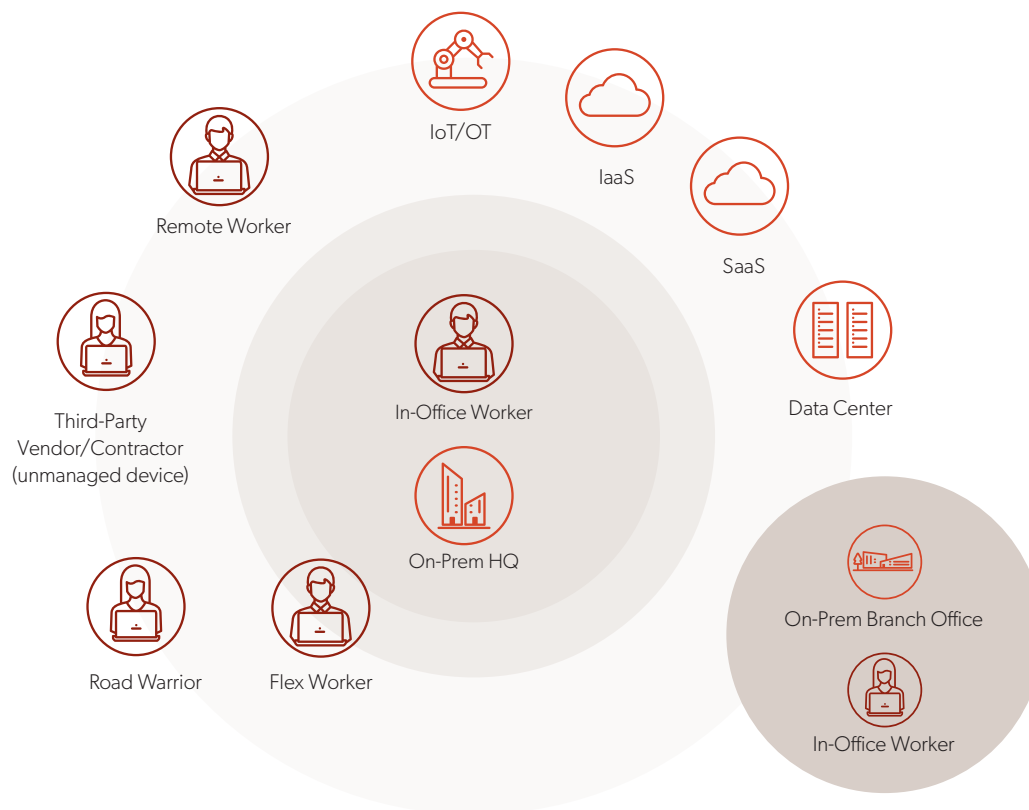 IoT/OT
IaaS
Remote Worker
SaaS
In-Office Worker
Data Center
Third-Party
Vendor/Contractor
(unmanaged device)
On-Prem HQ
On-Prem Branch Office
Road Warrior
Flex Worker
In-Office Worker